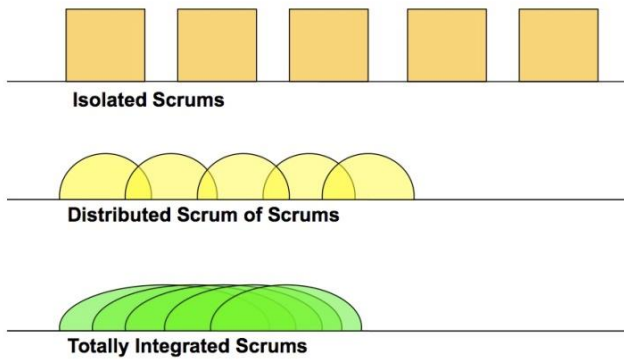 Isolated Scrums
Distributed Scrum of Scrums
Totally Integrated Scrums